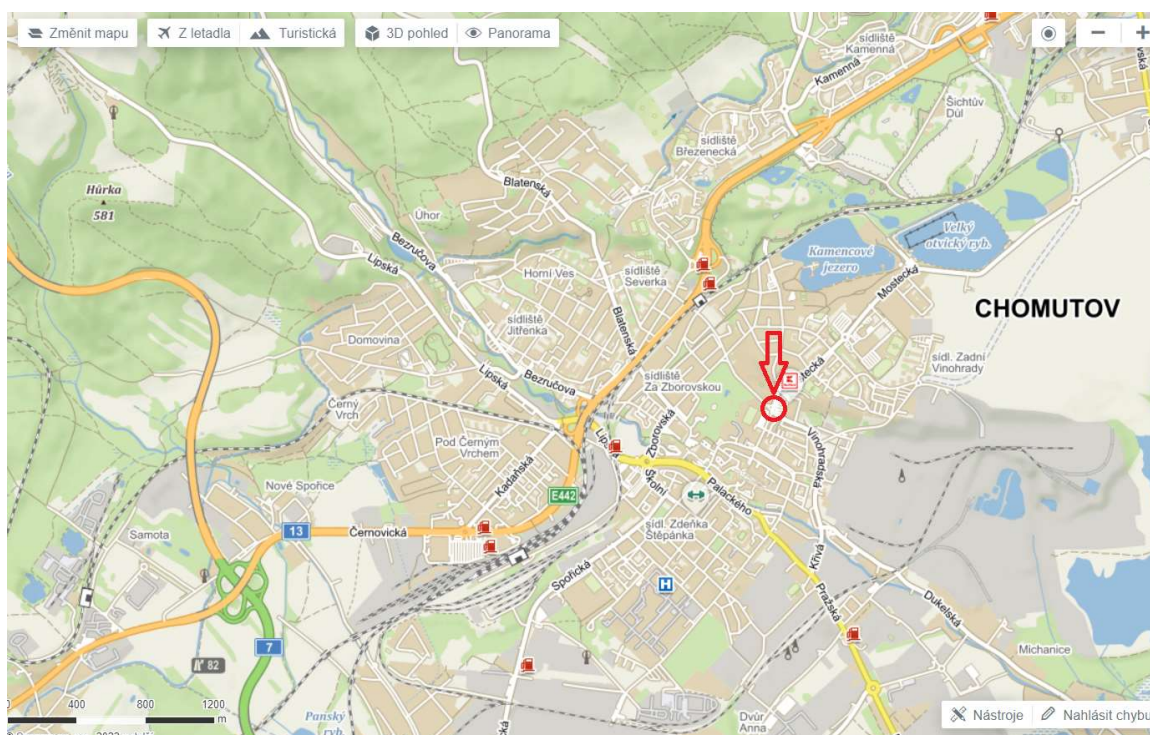 Změnit mapu
Z letadla
Turistická
3D pohled
Panorama
sídliště
Kamenná
Kamenná
Šichtův
Důl
sídliště
Březenecká
Blatenská
Hůrka
581
Úhor
Bezručova
Lipská
Velký
otvický ryb.
Kamencové
jezero
Horní Ves
sídliště
Severka
Mostecká
CHOMUTOV
Blatenská
sídliště
Jitřenka
Domovina
sídl. Zadní
Vinohrady
Lipská
Bezručova
sídliště
Za Zborovskou
Černý
Vrch
Zborovská
Vinohradská
Pod Černým
Vrchem
Kadaňská
Školní
Palackého
Nové Spořice
E442
13
Černovická
Samota
sídl. Zdeňka
Štěpánka
Křivá
Spořická
H
Pražská
Dukelská
7
82
Michanice
0 400 800 1200
m
Panský
ryb.
Dvůr
Anna
Nástroje
Nahlásit chybu